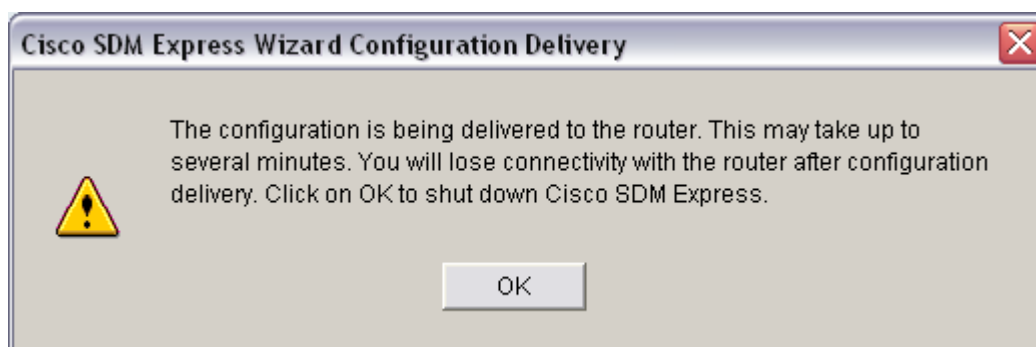 Cisco SDM Express Wizard Configuration Delivery
The configuration is being delivered to the router. This may take up to
several minutes. You will lose connectivity with the router after configuration
delivery. Click on OK to shut down Cisco SDM Express.
OK